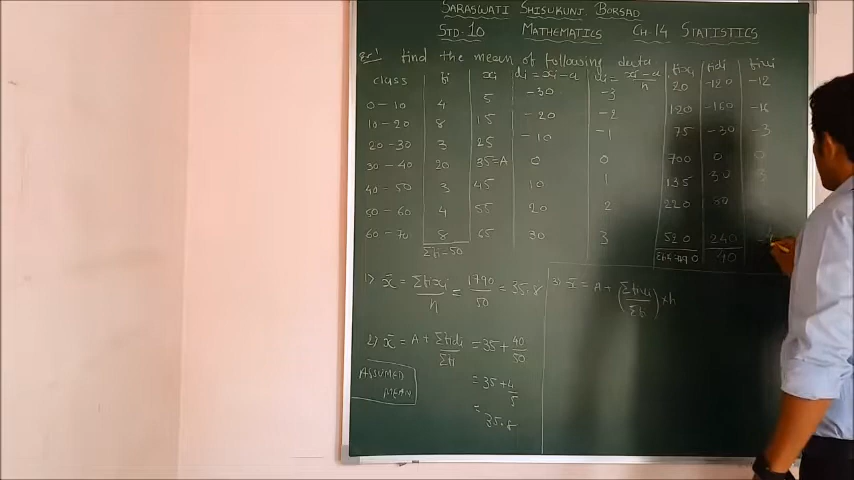 SARASWATI SHISUKUNJ BORSAD
STD-10 MATHEMATICS CH-14 STATISTICS
Ex-1 find the mean of following data.
class fi xi di = xi-a ui = xi-a/h fixi fidi fiui
0-10 4 5 -30 -3 20 -120 -12
10-20 8 15 -20 -2 120 -160 -16
20-30 3 25 -10 -1 75 -30 -3
30-40 20 35=A 0 0 700 0 0
40-50 3 45 10 1 135 30 3
50-60 4 55 20 2 220 80
60-70 8 65 30 3 520 240
Σfi=50 Σfixi=1790 40
1) x̄ = Σfixi/n = 1790/50 = 35.8
3) x̄ = A + (Σfiui/Σfi) × h
2) x̄ = A + Σfidi/Σfi = 35 + 40/50
= 35 + 4/5
ASSUMED MEAN
= 35.8